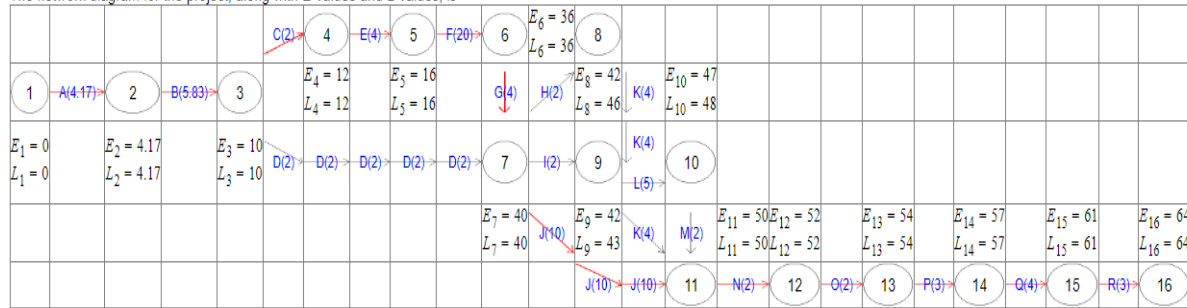 C(2) 4 E(4) 5 F(20) 6 E6 = 36 8
L6 = 36
E4 = 12 E5 = 16 E8 = 42 E10 = 47
1 A(4.17) 2 B(5.83) 3 G(4) H(2) K(4)
L4 = 12 L5 = 16 L8 = 46 L10 = 48
K(4)
E1 = 0 E2 = 4.17 E3 = 10
D(2) D(2) D(2) D(2) D(2) 7 I(2) 9 10
L1 = 0 L2 = 4.17 L3 = 10
L(5)
E7 = 40 E9 = 42 E11 = 50 E12 = 52 E13 = 54 E14 = 57 E15 = 61 E16 = 64
J(10) K(4) M(2)
L7 = 40 L9 = 43 L11 = 50 L12 = 52 L13 = 54 L14 = 57 L15 = 61 L16 = 64
J(10) J(10) 11 N(2) 12 O(2) 13 P(3) 14 Q(4) 15 R(3) 16